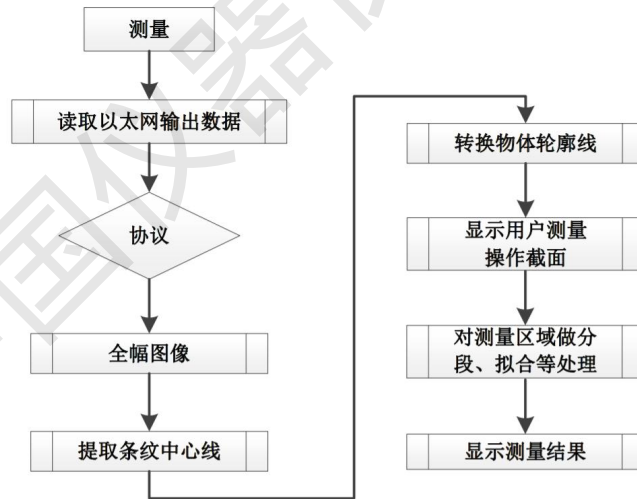 测量
读取以太网输出数据
协议
全幅图像
提取条纹中心线
转换物体轮廓线
显示用户测量
操作截面
对测量区域做分
段、拟合等处理
显示测量结果
国仪器